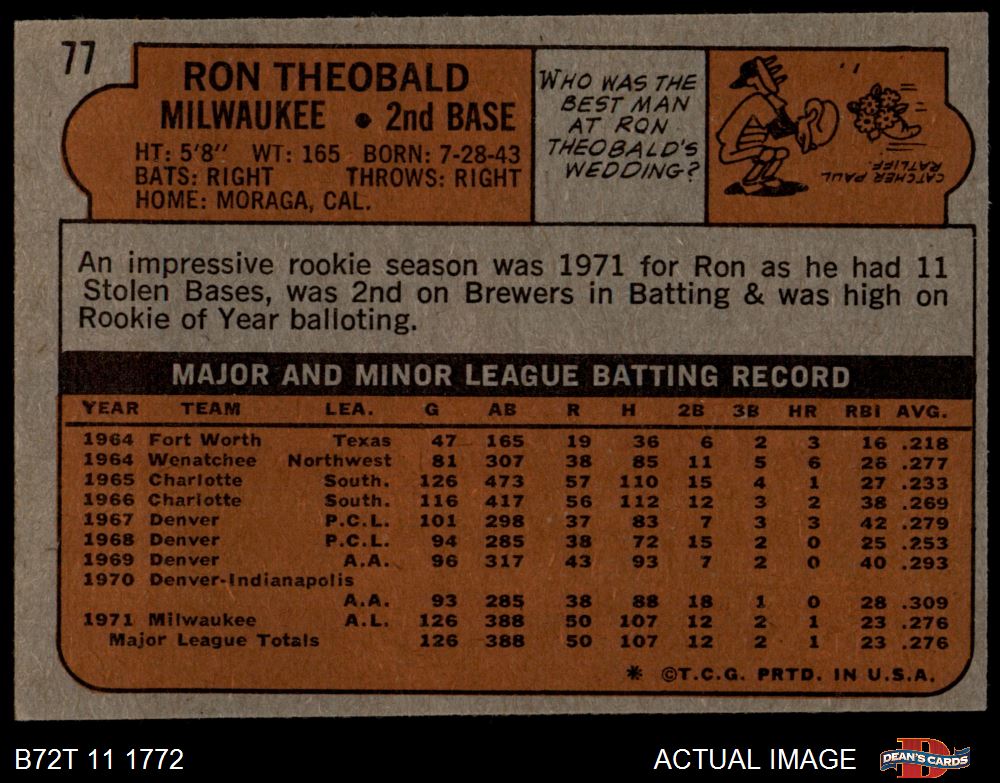 77
RON THEOBALD
MILWAUKEE • 2nd BASE
HT: 5'8" WT: 165 BORN: 7-28-43
BATS: RIGHT THROWS: RIGHT
HOME: MORAGA, CAL.
WHO WAS THE
BEST MAN
AT RON
THEOBALD'S
WEDDING?
CATCHER PAUL
RATLIFF.
An impressive rookie season was 1971 for Ron as he had 11
Stolen Bases, was 2nd on Brewers in Batting & was high on
Rookie of Year balloting.
MAJOR AND MINOR LEAGUE BATTING RECORD
YEAR TEAM LEA. G AB R H 2B 3B HR RBI AVG.
1964 Fort Worth Texas 47 165 19 36 6 2 3 16 .218
1964 Wenatchee Northwest 81 307 38 85 11 5 6 26 .277
1965 Charlotte South. 126 473 57 110 15 4 1 27 .233
1966 Charlotte South. 116 417 56 112 12 3 2 38 .269
1967 Denver P.C.L. 101 298 37 83 7 3 3 42 .279
1968 Denver P.C.L. 94 285 38 72 15 2 0 25 .253
1969 Denver A.A. 96 317 43 93 7 2 0 40 .293
1970 Denver-Indianapolis
A.A. 93 285 38 88 18 1 0 28 .309
1971 Milwaukee A.L. 126 388 50 107 12 2 1 23 .276
Major League Totals 126 388 50 107 12 2 1 23 .276
* ©T.C.G. PRTD. IN U.S.A.
B72T 11 1772
ACTUAL IMAGE
DEAN'S CARDS